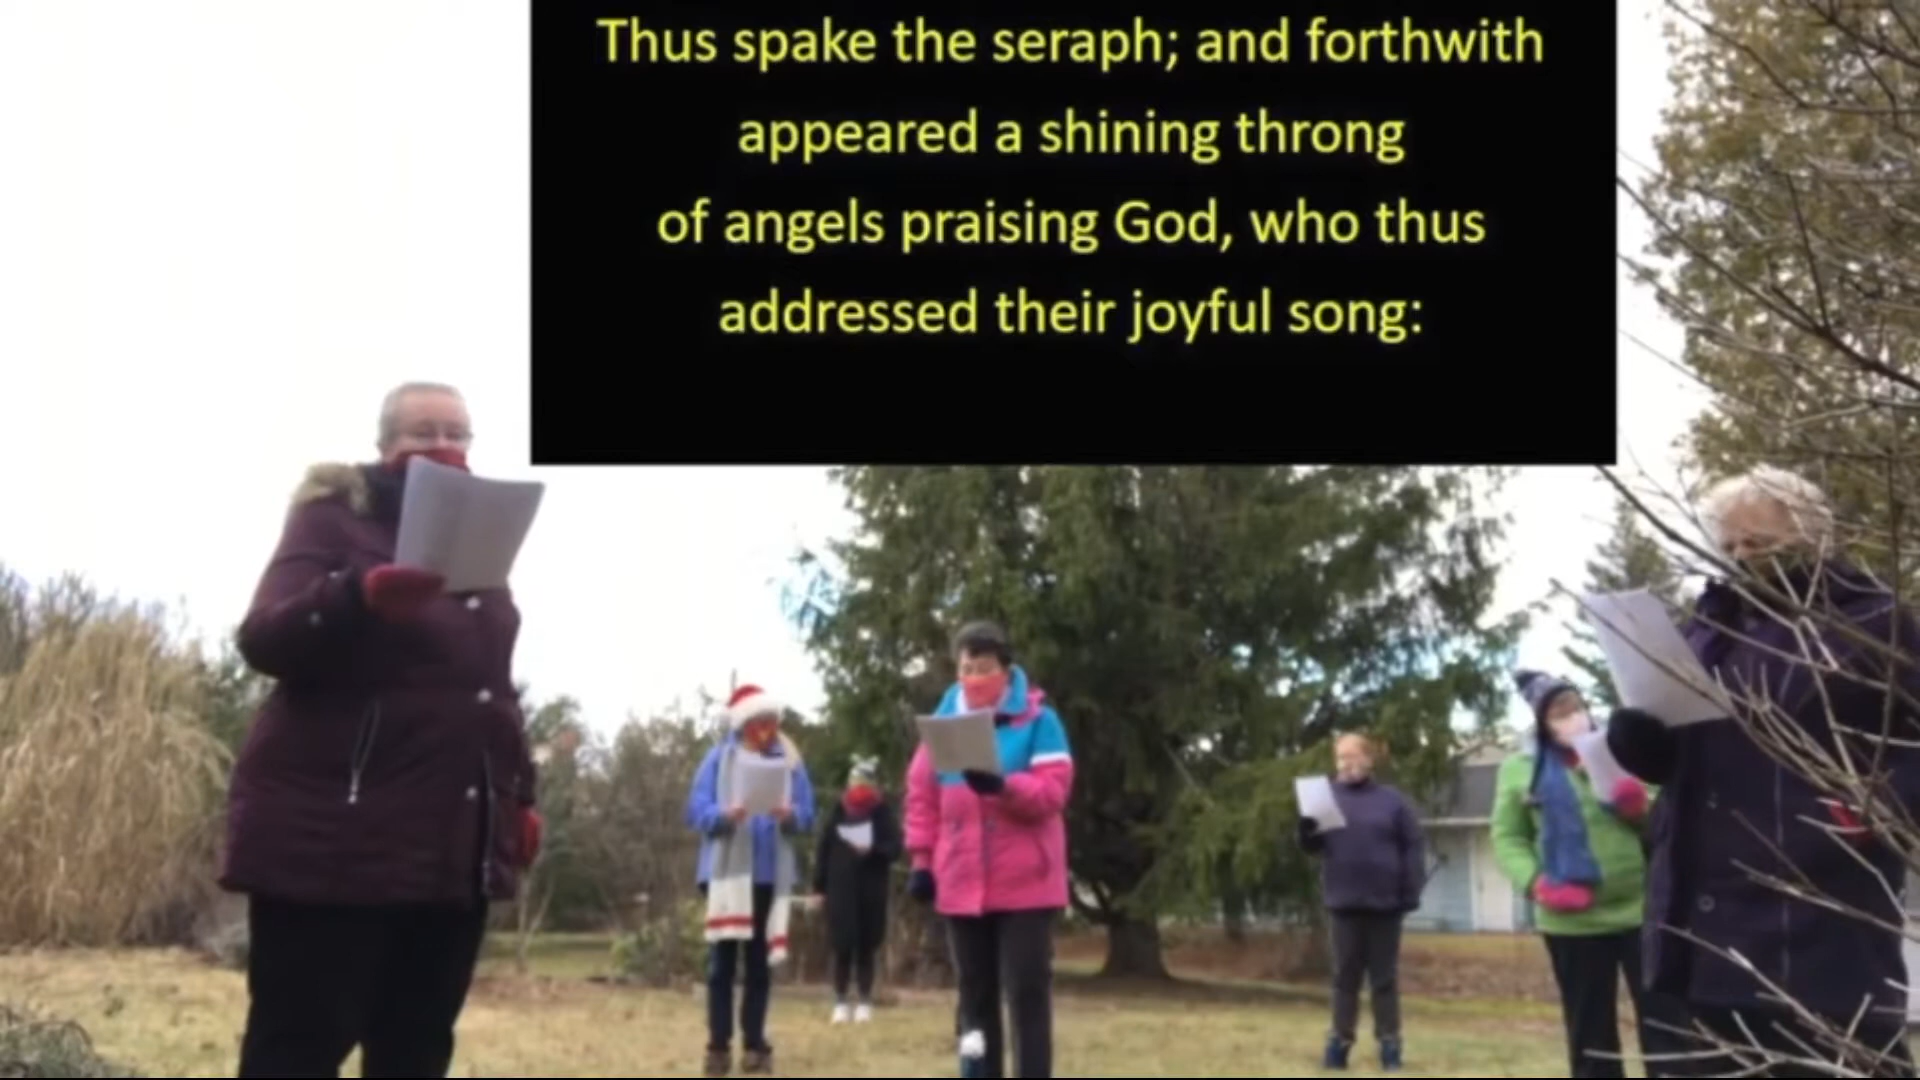 Thus spake the seraph; and forthwith
appeared a shining throng
of angels praising God, who thus
addressed their joyful song: